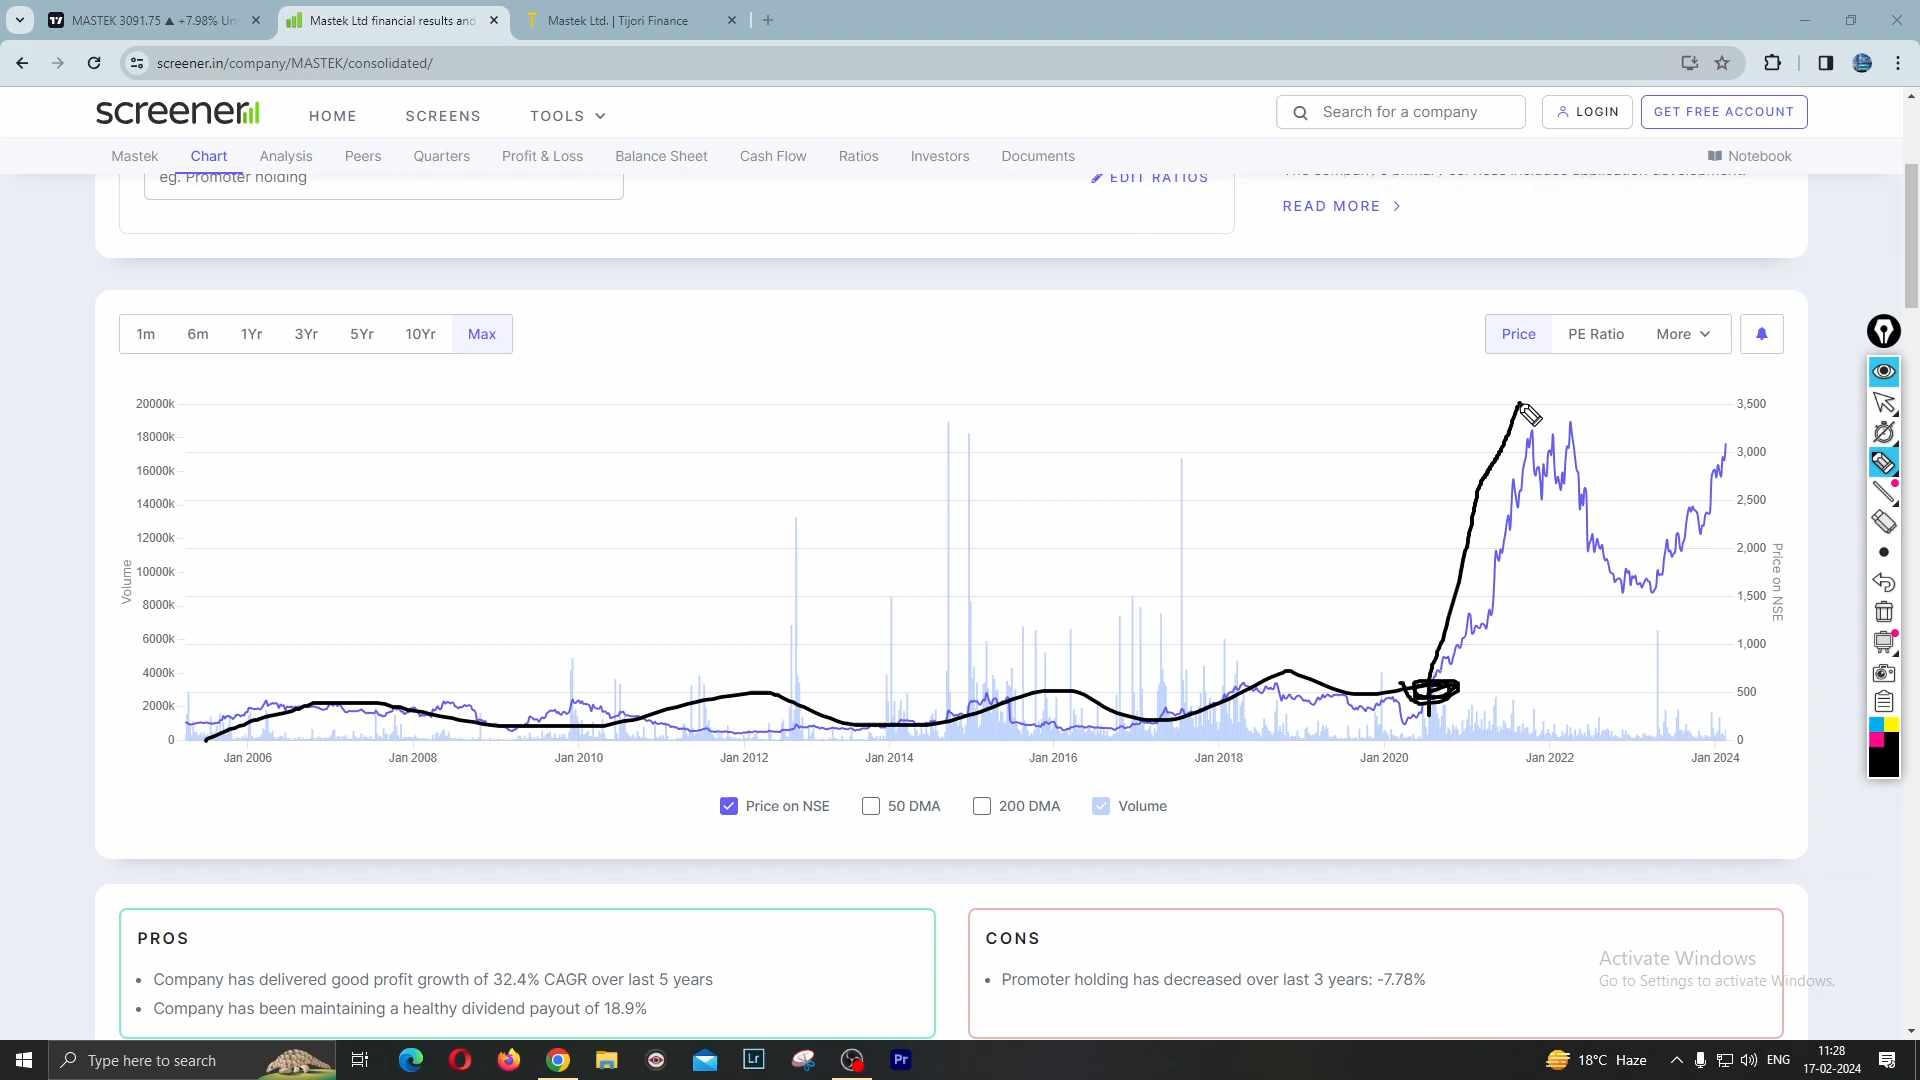 MASTEK 3091.75 ▲ +7.98% Un
Mastek Ltd financial results and
Mastek Ltd. | Tijori Finance
screener.in/company/MASTEK/consolidated/
screener
HOME
SCREENS
TOOLS
Search for a company
LOGIN
GET FREE ACCOUNT
Mastek
Chart
Analysis
Peers
Quarters
Profit & Loss
Balance Sheet
Cash Flow
Ratios
Investors
Documents
Notebook
eg. Promoter holding
EDIT RATIOS
READ MORE
1m
6m
1Yr
3Yr
5Yr
10Yr
Max
Price
PE Ratio
More
20000k
18000k
16000k
14000k
12000k
10000k
8000k
6000k
4000k
2000k
0
Volume
3,500
3,000
2,500
2,000
1,500
1,000
500
0
Price on NSE
Jan 2006
Jan 2008
Jan 2010
Jan 2012
Jan 2014
Jan 2016
Jan 2018
Jan 2020
Jan 2022
Jan 2024
Price on NSE
50 DMA
200 DMA
Volume
PROS
• Company has delivered good profit growth of 32.4% CAGR over last 5 years
• Company has been maintaining a healthy dividend payout of 18.9%
CONS
• Promoter holding has decreased over last 3 years: -7.78%
Activate Windows
Go to Settings to activate Windows.
Type here to search
Lr
Pr
18°C Haze
ENG
11:28
17-02-2024